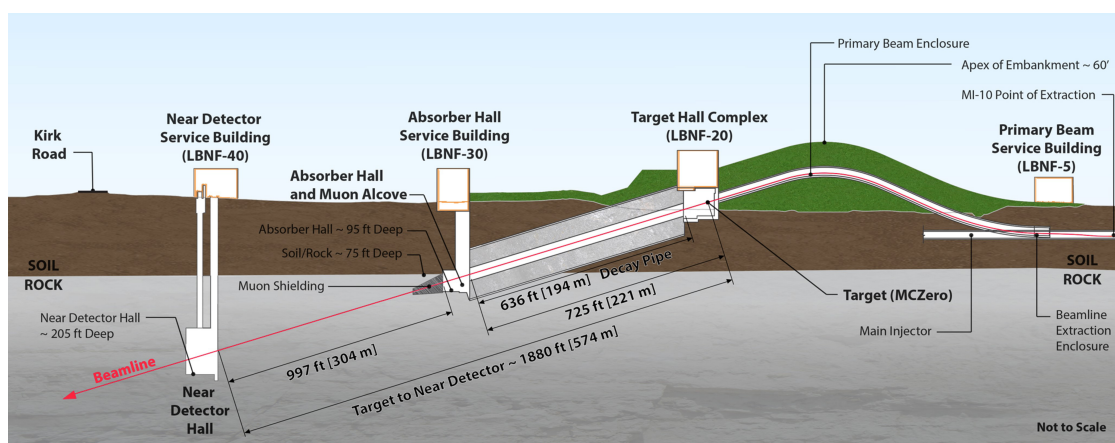 Primary Beam Enclosure
Apex of Embankment ~ 60'
MI-10 Point of Extraction
Kirk
Road
Near Detector
Service Building
(LBNF-40)
Absorber Hall
Service Building
(LBNF-30)
Target Hall Complex
(LBNF-20)
Primary Beam
Service Building
(LBNF-5)
Absorber Hall
and Muon Alcove
Absorber Hall ~ 95 ft Deep
Soil/Rock ~ 75 ft Deep
Muon Shielding
SOIL
ROCK
SOIL
ROCK
636 ft [194 m] Decay Pipe
725 ft [221 m]
Target (MCZero)
Main Injector
Beamline
Extraction
Enclosure
Near Detector Hall
~ 205 ft Deep
997 ft [304 m]
Target to Near Detector ~ 1880 ft [574 m]
Beamline
Near
Detector
Hall
Not to Scale